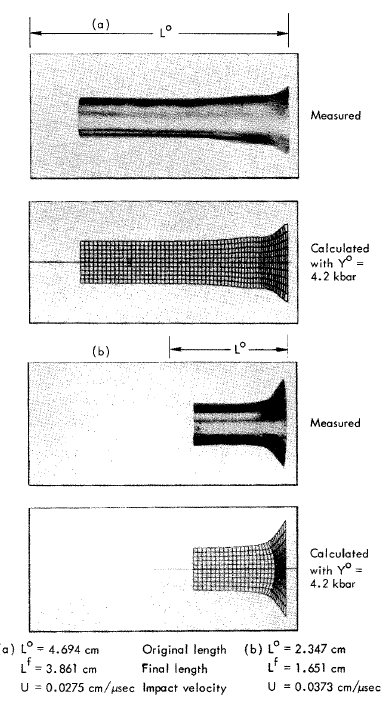 (a)
L°
Measured
Calculated
with Y° =
4.2 kbar
(b)
L°
Measured
Calculated
with Y° =
4.2 kbar
a) L° = 4.694 cm Original length (b) L° = 2.347 cm
Lf = 3.861 cm Final length Lf = 1.651 cm
U = 0.0275 cm/μsec Impact velocity U = 0.0373 cm/μsec